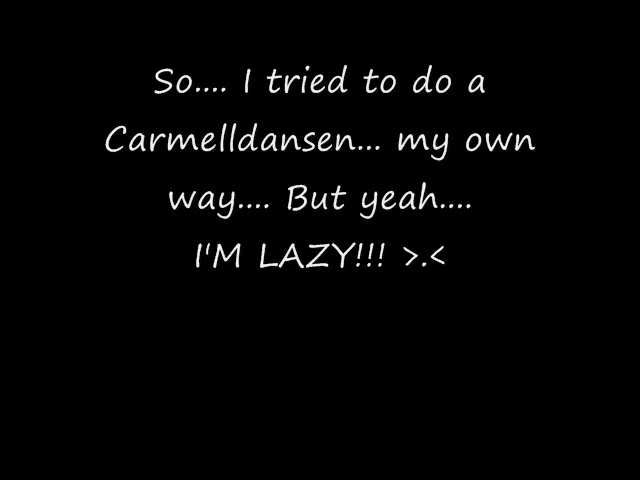 So.... I tried to do a
Carmelldansen... my own
way.... But yeah....
I'M LAZY!!! >.<